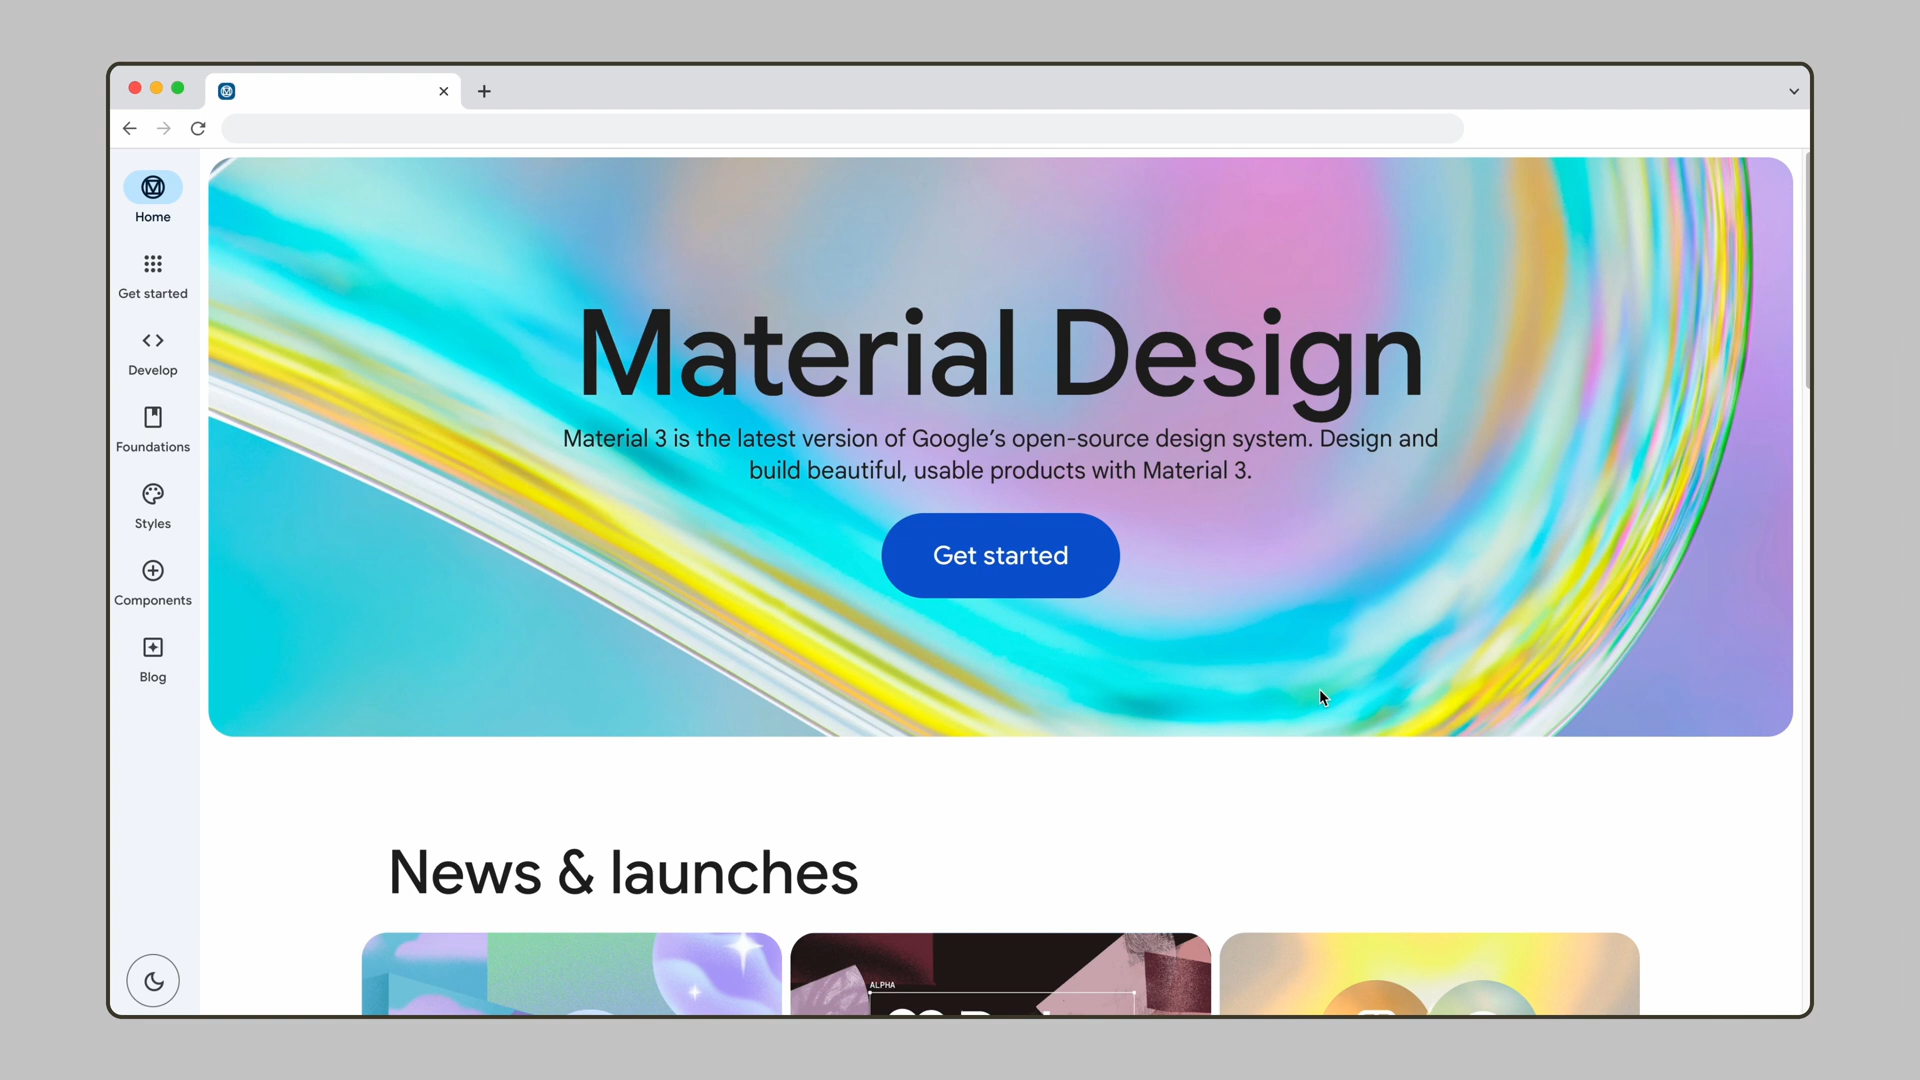 Home
Get started
Develop
Foundations
Styles
Components
Blog
Material Design
Material 3 is the latest version of Google’s open-source design system. Design and
build beautiful, usable products with Material 3.
Get started
News & launches
ALPHA